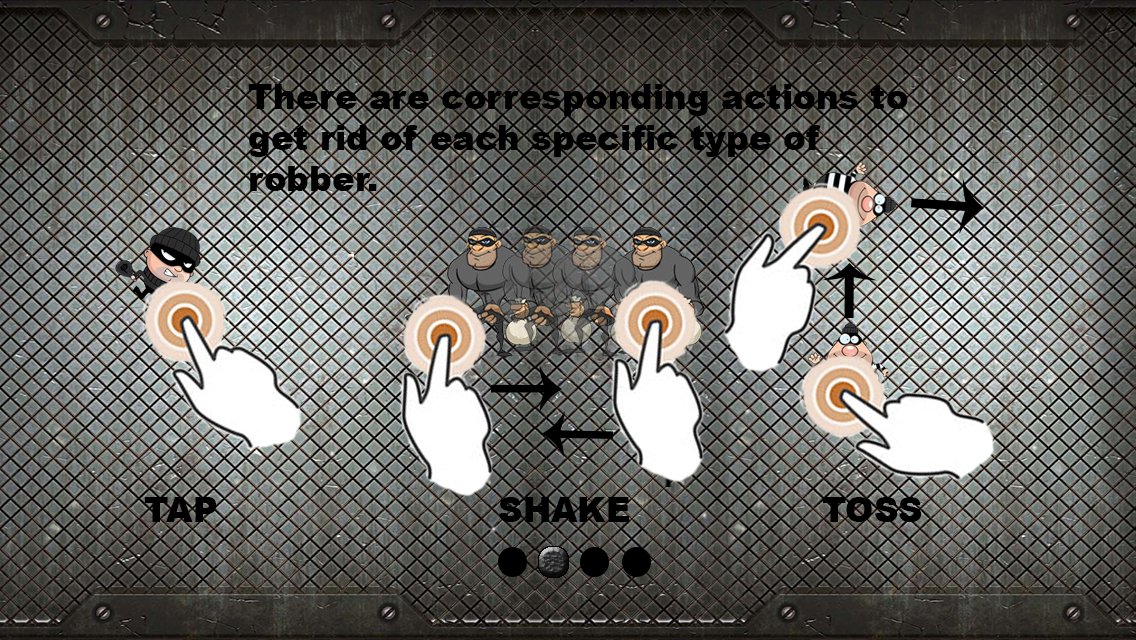 There are corresponding actions to
get rid of each specific type of
robber.
TAP
SHAKE
TOSS